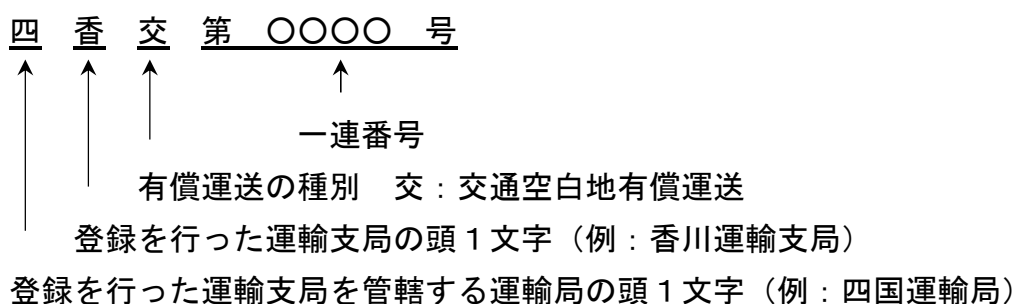 四　香　交　第　〇〇〇〇　号
一連番号
有償運送の種別　交：交通空白地有償運送
登録を行った運輸支局の頭１文字（例：香川運輸支局）
登録を行った運輸支局を管轄する運輸局の頭１文字（例：四国運輸局）